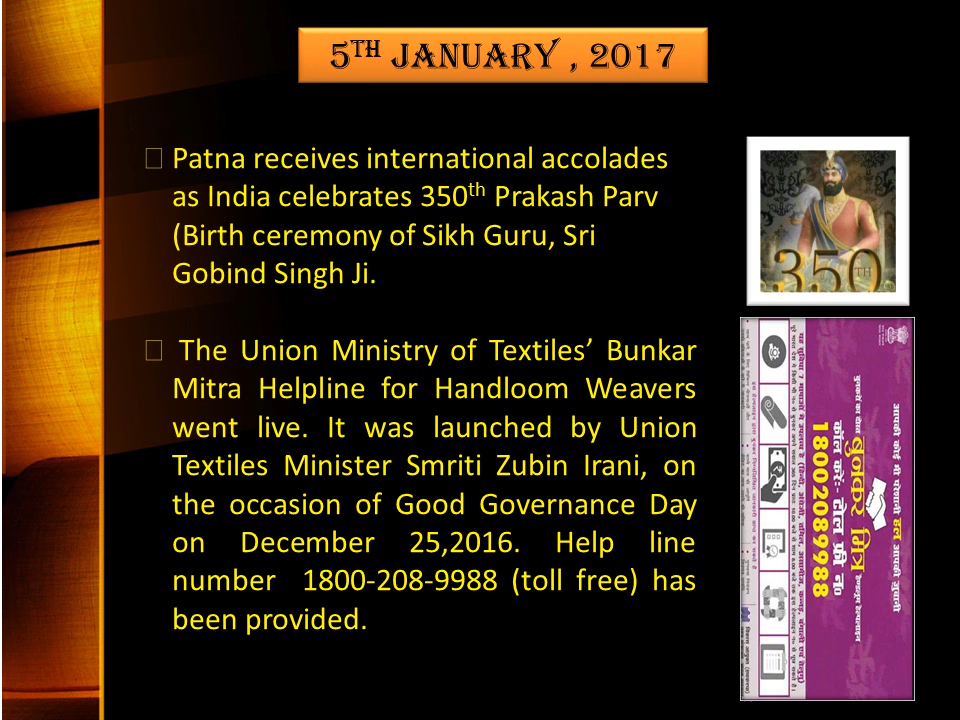 5TH JANUARY , 2017
Patna receives international accolades
as India celebrates 350th Prakash Parv
(Birth ceremony of Sikh Guru, Sri
Gobind Singh Ji.
The Union Ministry of Textiles’ Bunkar
Mitra Helpline for Handloom Weavers
went live. It was launched by Union
Textiles Minister Smriti Zubin Irani, on
the occasion of Good Governance Day
on December 25,2016. Help line
number 1800-208-9988 (toll free) has
been provided.
350TH
बुनकर मित्र
कॉल करें:- टोल फ्री नं०
18002089988